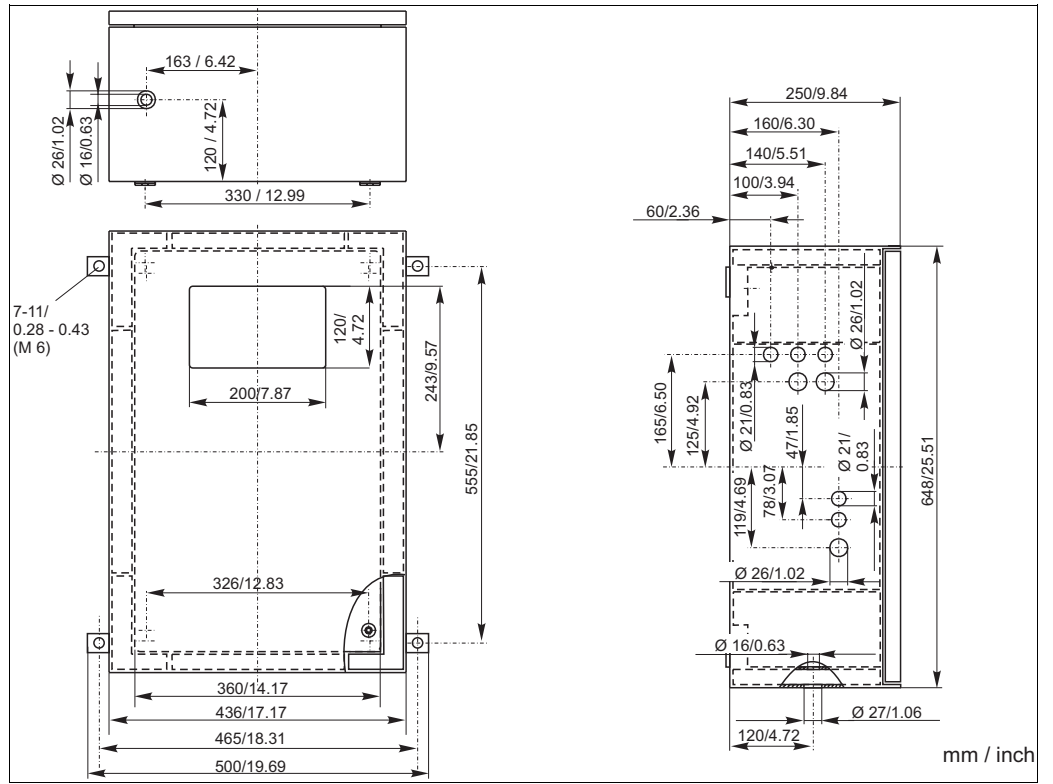 163 / 6.42
Ø 26/1.02
Ø 16/0.63
120 / 4.72
330 / 12.99
7-11/
0.28 - 0.43
(M 6)
120/
4.72
200/7.87
243/9.57
555/21.85
326/12.83
360/14.17
436/17.17
465/18.31
500/19.69
250/9.84
160/6.30
140/5.51
100/3.94
60/2.36
Ø 26/1.02
165/6.50
125/4.92
Ø 21/0.83
47/1.85
Ø 21/
0.83
119/4.69
78/3.07
648/25.51
Ø 26/1.02
Ø 16/0.63
Ø 27/1.06
120/4.72
mm / inch